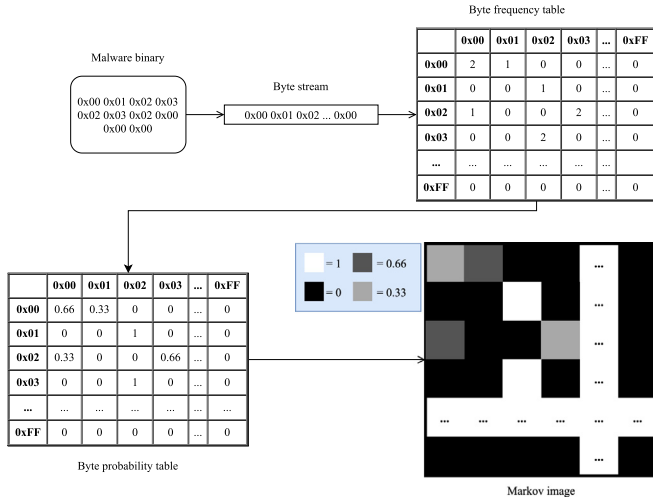 Byte frequency table
0x00 0x01 0x02 0x03 ... 0xFF
0x00 2 1 0 0 ... 0
0x01 0 0 1 0 ... 0
0x02 1 0 0 2 ... 0
0x03 0 0 2 0 ... 0
... ... ... ... ... ...
0xFF 0 0 0 0 ... 0
Malware binary
0x00 0x01 0x02 0x03
0x02 0x03 0x02 0x00
0x00 0x00
Byte stream
0x00 0x01 0x02 ... 0x00
= 1 = 0.66
= 0 = 0.33
0x00 0x01 0x02 0x03 ... 0xFF
0x00 0.66 0.33 0 0 ... 0
0x01 0 0 1 0 ... 0
0x02 0.33 0 0 0.66 ... 0
0x03 0 0 1 0 ... 0
... ... ... ... ... ... ...
0xFF 0 0 0 0 ... 0
Byte probability table
...
...
...
...
... ... ... ... ... ...
...
Markov image